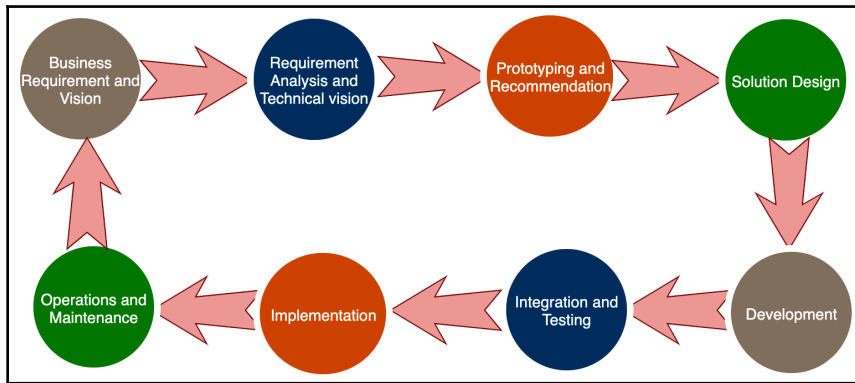 Business
Requirement and
Vision
Requirement
Analysis and
Technical vision
Prototyping and
Recommendation
Solution Design
Operations and
Maintenance
Implementation
Integration and
Testing
Development